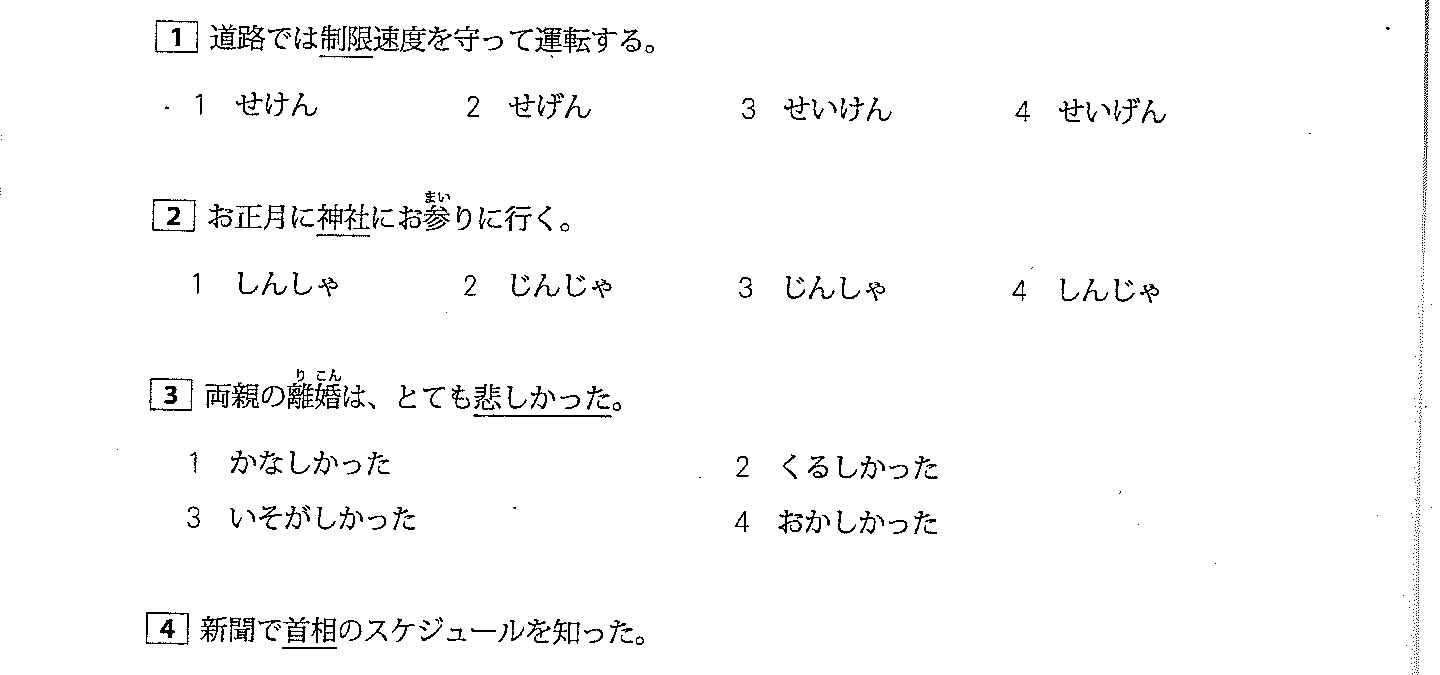 1 道路では制限速度を守って運転する。
1 せけん 2 せげん 3 せいけん 4 せいげん
2 お正月に神社にお参りに行く。
まい
1 しんしゃ 2 じんじゃ 3 じんしゃ 4 しんじゃ
3 両親の離婚は、とても悲しかった。
り こん
1 かなしかった 2 くるしかった
3 いそがしかった 4 おかしかった
4 新聞で首相のスケジュールを知った。